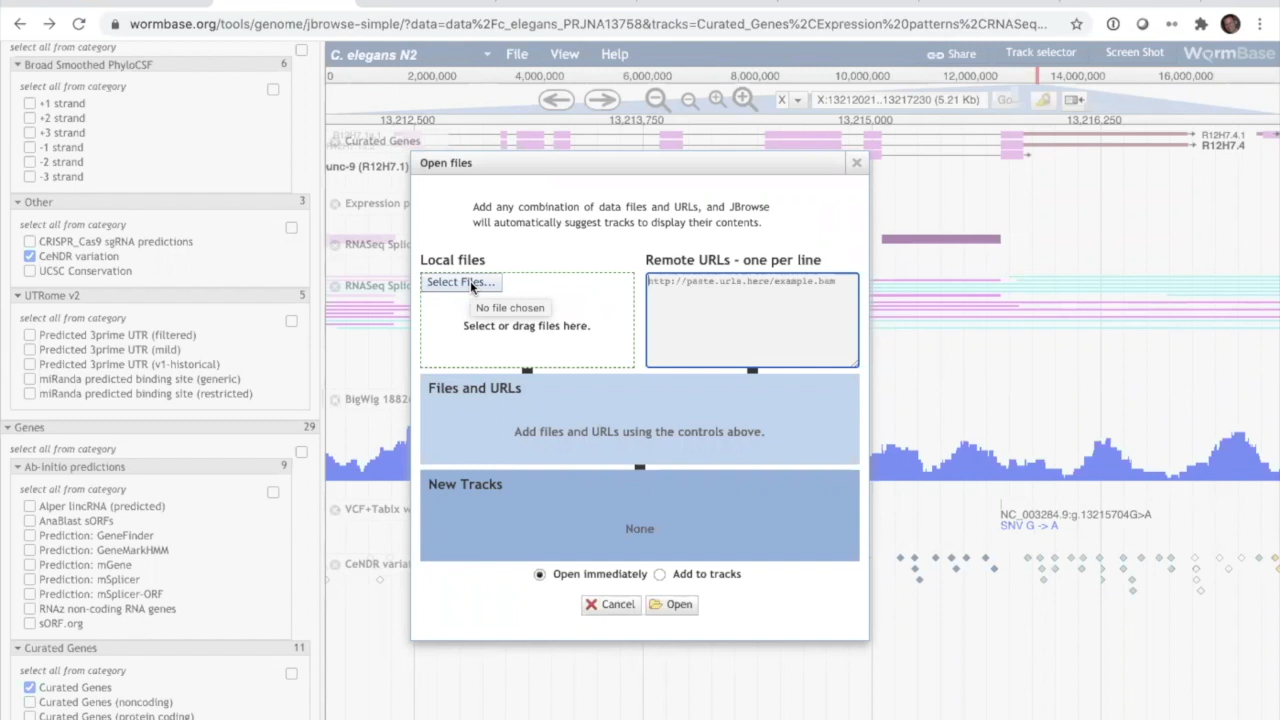 wormbase.org/tools/genome/jbrowse-simple/?data=data%2Fc_elegans_PRJNA13758&tracks=Curated_Genes%2CExpression%20patterns%2CRNASeq...
select all from category
Broad Smoothed PhyloCSF 6
select all from category
+1 strand
+2 strand
+3 strand
-1 strand
-2 strand
-3 strand
Other 3
select all from category
CRISPR_Cas9 sgRNA predictions
CeNDR variation
UCSC Conservation
UTRome v2 5
select all from category
Predicted 3prime UTR (filtered)
Predicted 3prime UTR (mild)
Predicted 3prime UTR (v1-historical)
miRanda predicted binding site (generic)
miRanda predicted binding site (restricted)
Genes 29
select all from category
Ab-initio predictions 9
select all from category
Alper lincRNA (predicted)
AnaBlast sORFs
Prediction: GeneFinder
Prediction: GeneMarkHMM
Prediction: mGene
Prediction: mSplicer
Prediction: mSplicer-ORF
RNAz non-coding RNA genes
sORF.org
Curated Genes 11
select all from category
Curated Genes
Curated Genes (noncoding)
Curated Genes (protein coding)
C. elegans N2 File View Help Share Track selector Screen Shot WormBase
0 2,000,000 4,000,000 6,000,000 8,000,000 10,000,000 12,000,000 14,000,000 16,000,000
X X:13212021..13217230 (5.21 Kb) Go
13,212,500 13,213,750 13,215,000 13,216,250
Curated Genes
R12H7.4.1
R12H7.4
unc-9 (R12H7.1)
Expression p
RNASeq Splic
RNASeq Splic
BigWig 1882
VCF+Tabix w
NC_003284.9:g.13215704G>A
SNV G -> A
CeNDR varia
Open files
Add any combination of data files and URLs, and JBrowse
will automatically suggest tracks to display their contents.
Local files
Select Files...
No file chosen
Select or drag files here.
Remote URLs - one per line
http://paste.urls.here/example.bam
Files and URLs
Add files and URLs using the controls above.
New Tracks
None
Open immediately Add to tracks
Cancel Open